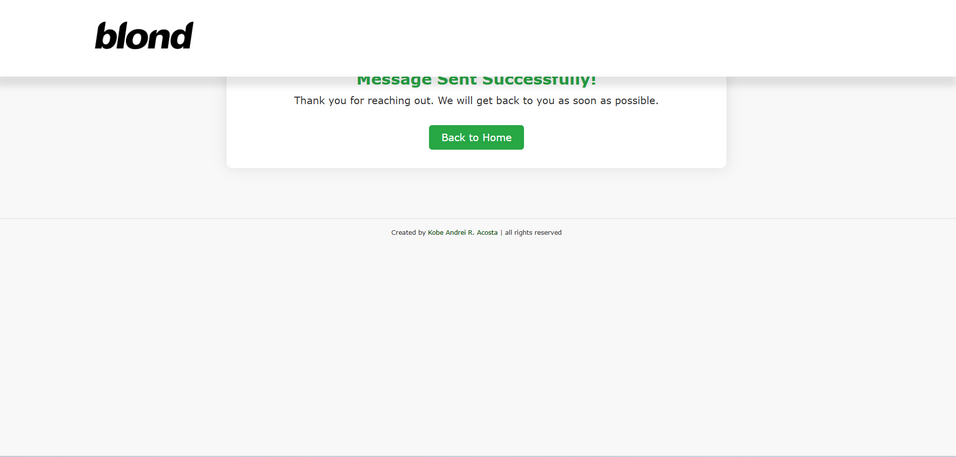 blond
Message Sent Successfully!
Thank you for reaching out. We will get back to you as soon as possible.
Back to Home
Created by Kobe Andrei R. Acosta | all rights reserved